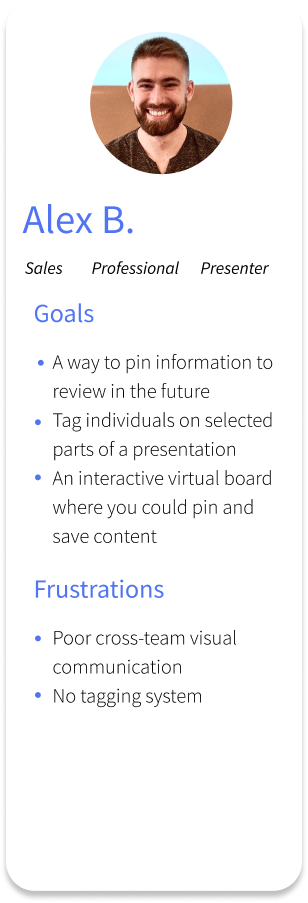 Alex B.
Sales Professional Presenter
Goals
• A way to pin information to
review in the future
• Tag individuals on selected
parts of a presentation
• An interactive virtual board
where you could pin and
save content
Frustrations
• Poor cross-team visual
communication
• No tagging system